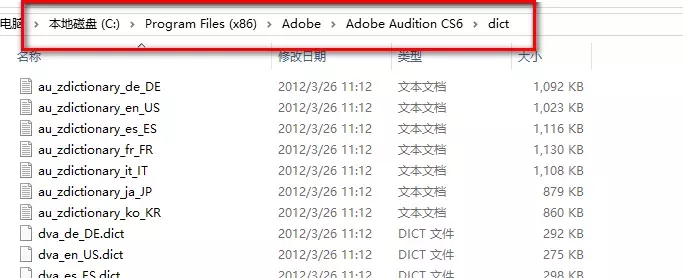 电脑 > 本地磁盘 (C:) > Program Files (x86) > Adobe > Adobe Audition CS6 > dict
名称 修改日期 类型 大小
au_zdictionary_de_DE 2012/3/26 11:12 文本文档 1,092 KB
au_zdictionary_en_US 2012/3/26 11:12 文本文档 1,023 KB
au_zdictionary_es_ES 2012/3/26 11:12 文本文档 1,116 KB
au_zdictionary_fr_FR 2012/3/26 11:12 文本文档 1,130 KB
au_zdictionary_it_IT 2012/3/26 11:12 文本文档 1,108 KB
au_zdictionary_ja_JP 2012/3/26 11:12 文本文档 879 KB
au_zdictionary_ko_KR 2012/3/26 11:12 文本文档 860 KB
dva_de_DE.dict 2012/3/26 11:12 DICT 文件 292 KB
dva_en_US.dict 2012/3/26 11:12 DICT 文件 275 KB
dva_es_ES.dict 2012/3/26 11:12 DICT 文件 298 KB